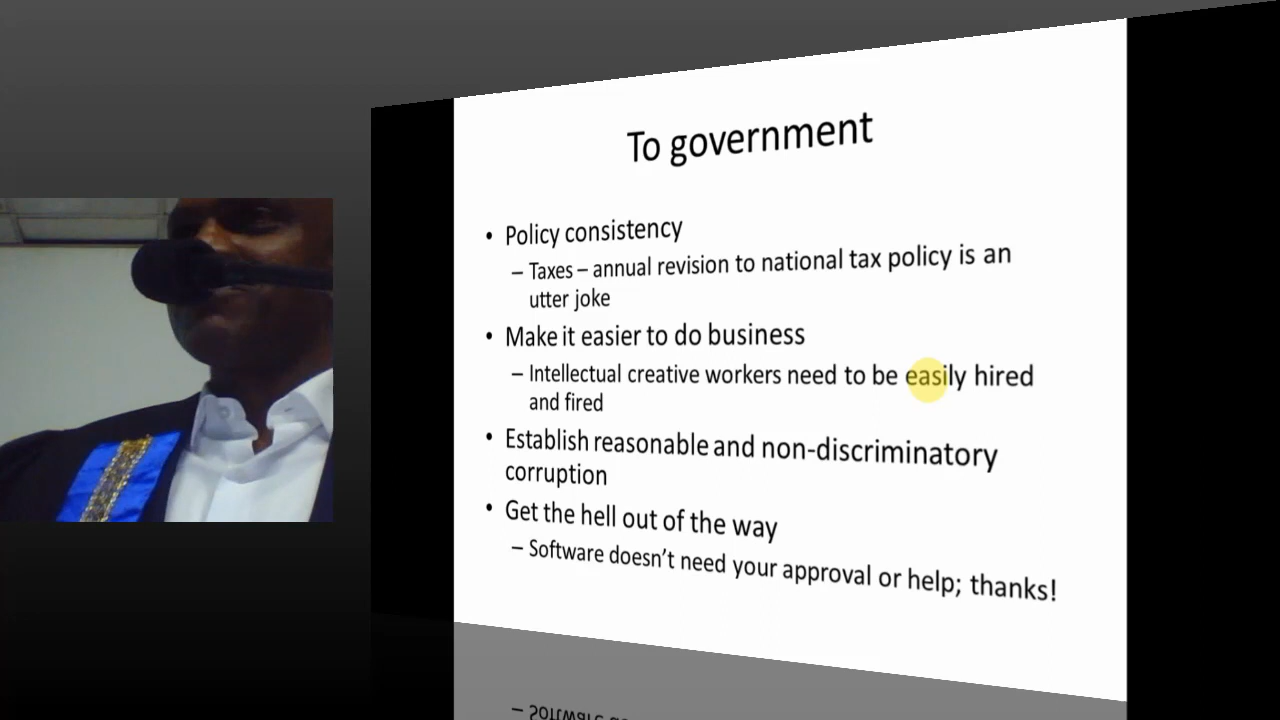 To government
• Policy consistency
– Taxes – annual revision to national tax policy is an
utter joke
• Make it easier to do business
– Intellectual creative workers need to be easily hired
and fired
• Establish reasonable and non-discriminatory
corruption
• Get the hell out of the way
– Software doesn't need your approval or help; thanks!